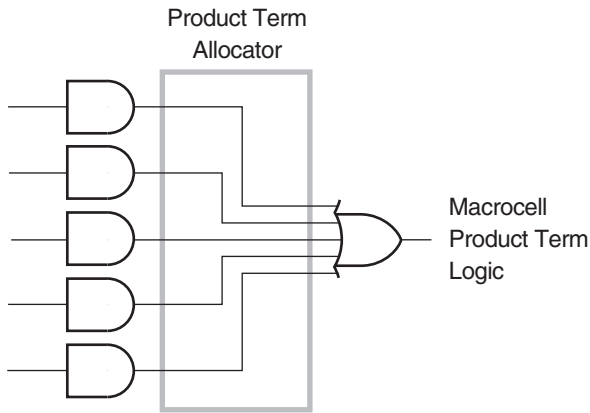 Product Term
Allocator
Macrocell
Product Term
Logic